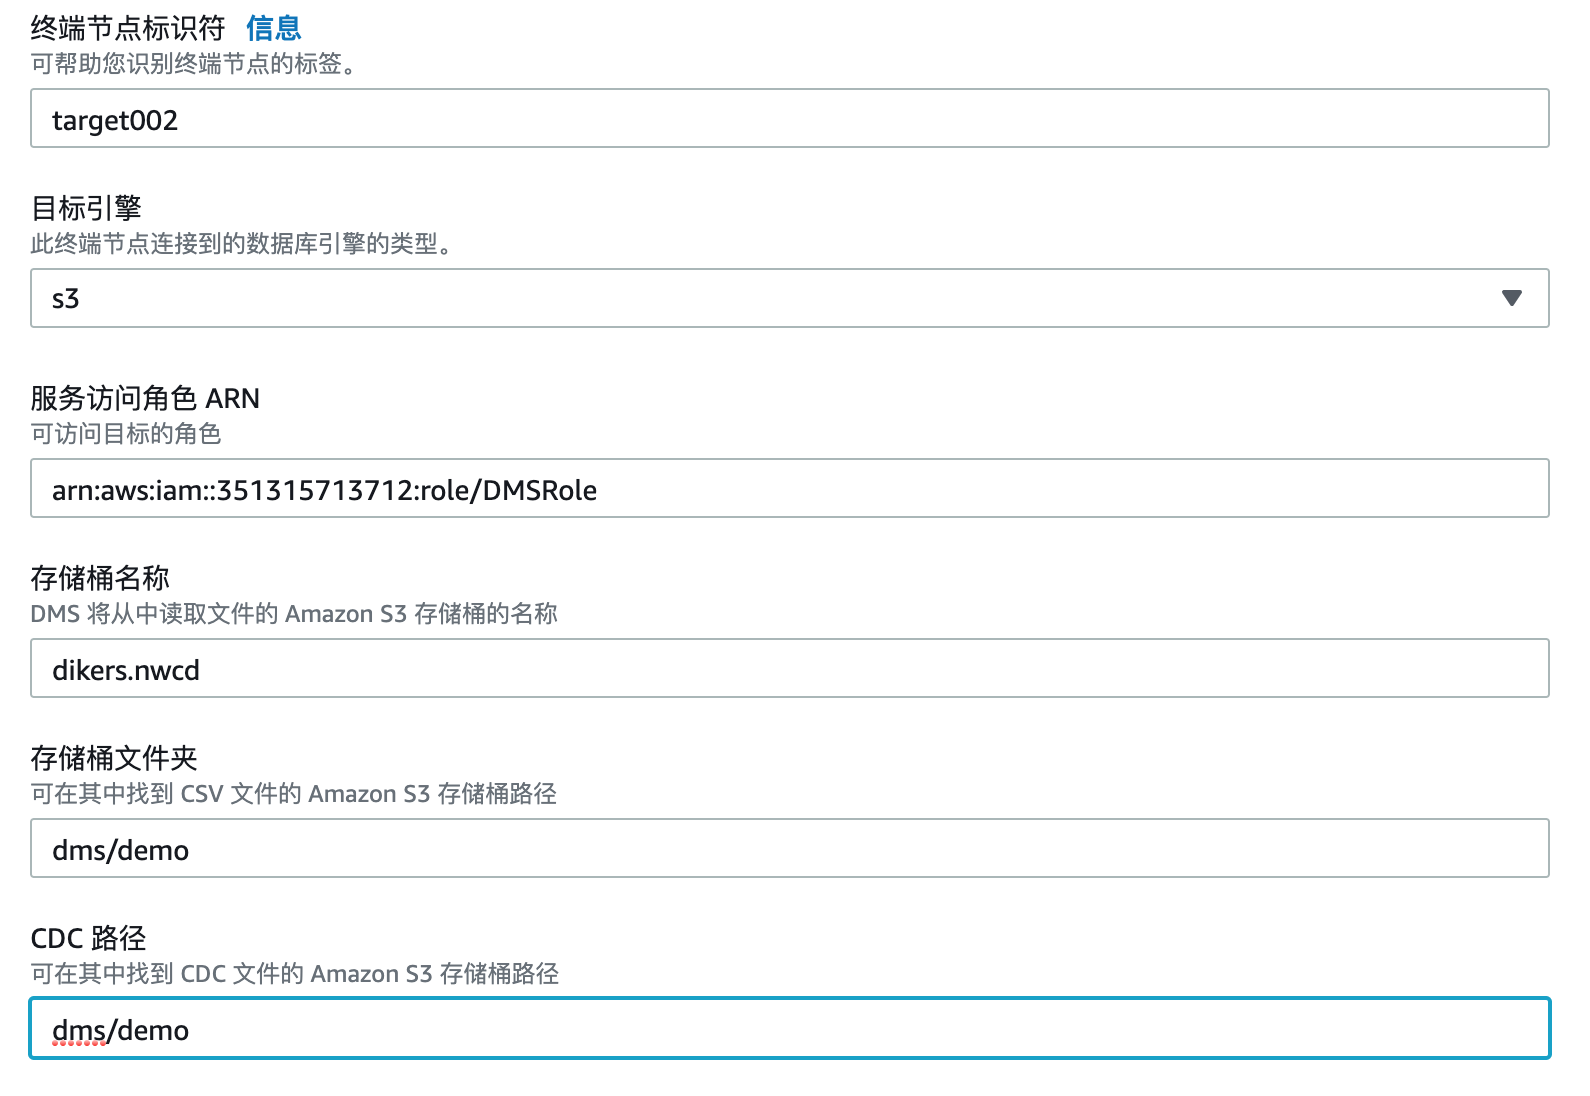 终端节点标识符 信息
可帮助您识别终端节点的标签。
target002
目标引擎
此终端节点连接到的数据库引擎的类型。
s3
服务访问角色 ARN
可访问目标的角色
arn:aws:iam::351315713712:role/DMSRole
存储桶名称
DMS 将从中读取文件的 Amazon S3 存储桶的名称
dikers.nwcd
存储桶文件夹
可在其中找到 CSV 文件的 Amazon S3 存储桶路径
dms/demo
CDC 路径
可在其中找到 CDC 文件的 Amazon S3 存储桶路径
dms/demo